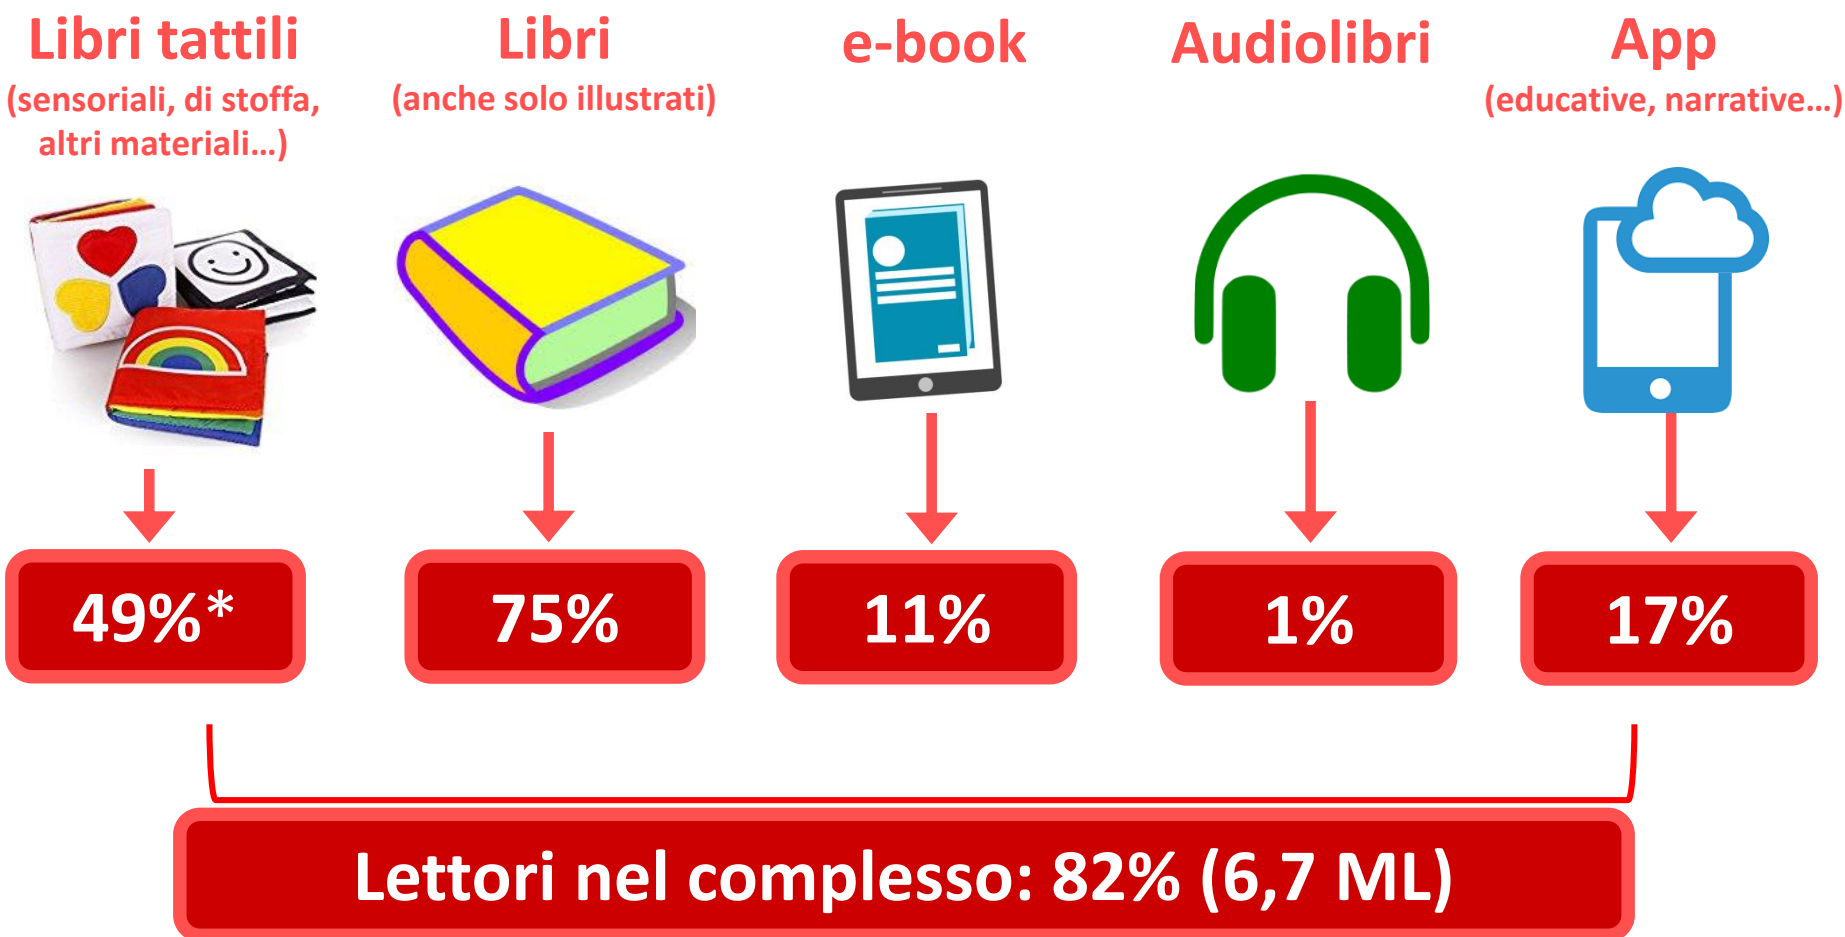 Libri tattili
(sensoriali, di stoffa,
altri materiali…)
Libri
(anche solo illustrati)
e-book
Audiolibri
App
(educative, narrative…)
49%*
75%
11%
1%
17%
Lettori nel complesso: 82% (6,7 ML)